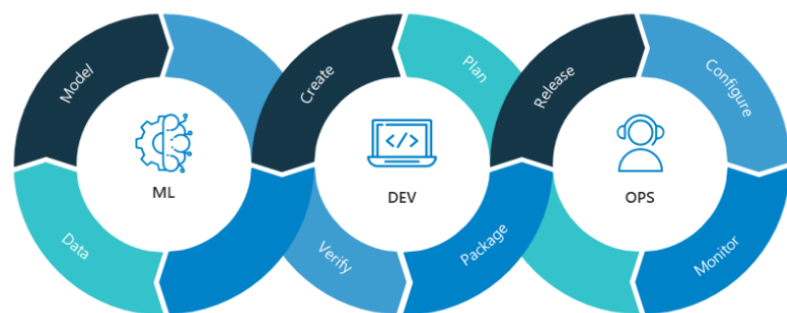 Model
Data
ML
Create
Plan
Verify
Package
</>
DEV
Release
Configure
Monitor
OPS